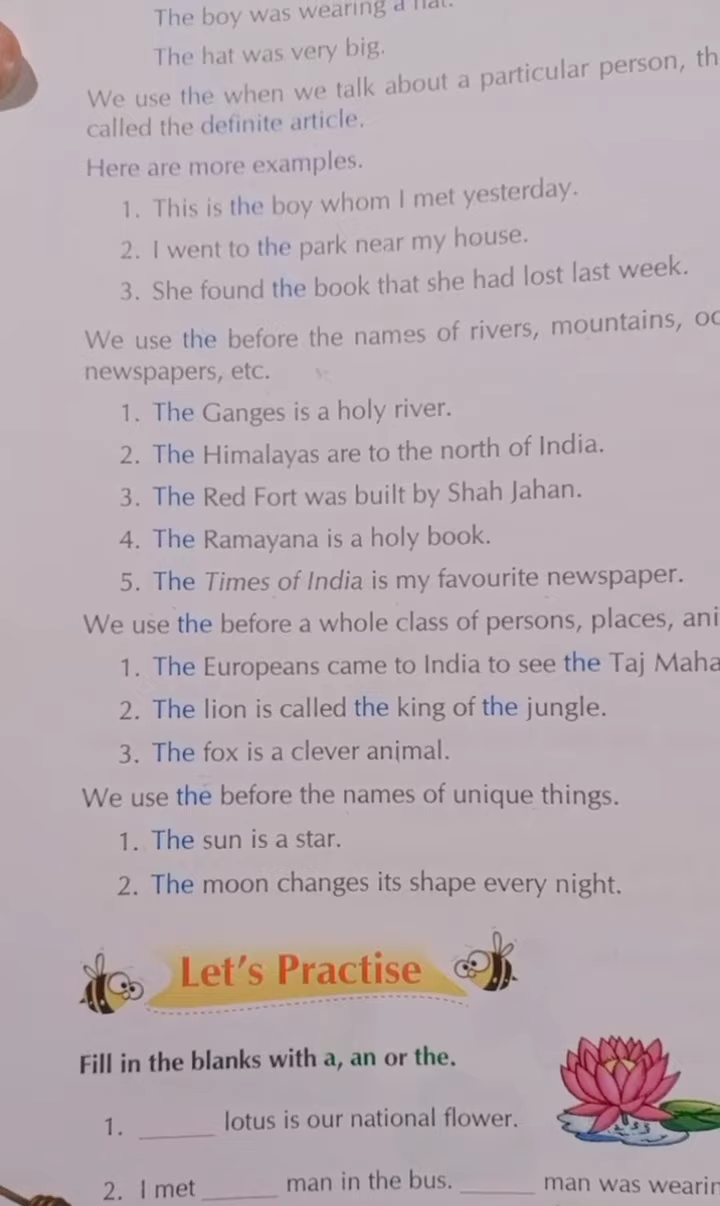 The boy was wearing a hat.
The hat was very big.
We use the when we talk about a particular person, th
called the definite article.
Here are more examples.
1. This is the boy whom I met yesterday.
2. I went to the park near my house.
3. She found the book that she had lost last week.
We use the before the names of rivers, mountains, oc
newspapers, etc.
1. The Ganges is a holy river.
2. The Himalayas are to the north of India.
3. The Red Fort was built by Shah Jahan.
4. The Ramayana is a holy book.
5. The Times of India is my favourite newspaper.
We use the before a whole class of persons, places, ani
1. The Europeans came to India to see the Taj Maha
2. The lion is called the king of the jungle.
3. The fox is a clever animal.
We use the before the names of unique things.
1. The sun is a star.
2. The moon changes its shape every night.
Let's Practise
Fill in the blanks with a, an or the.
1. ______ lotus is our national flower.
2. I met ______ man in the bus. ______ man was wearin